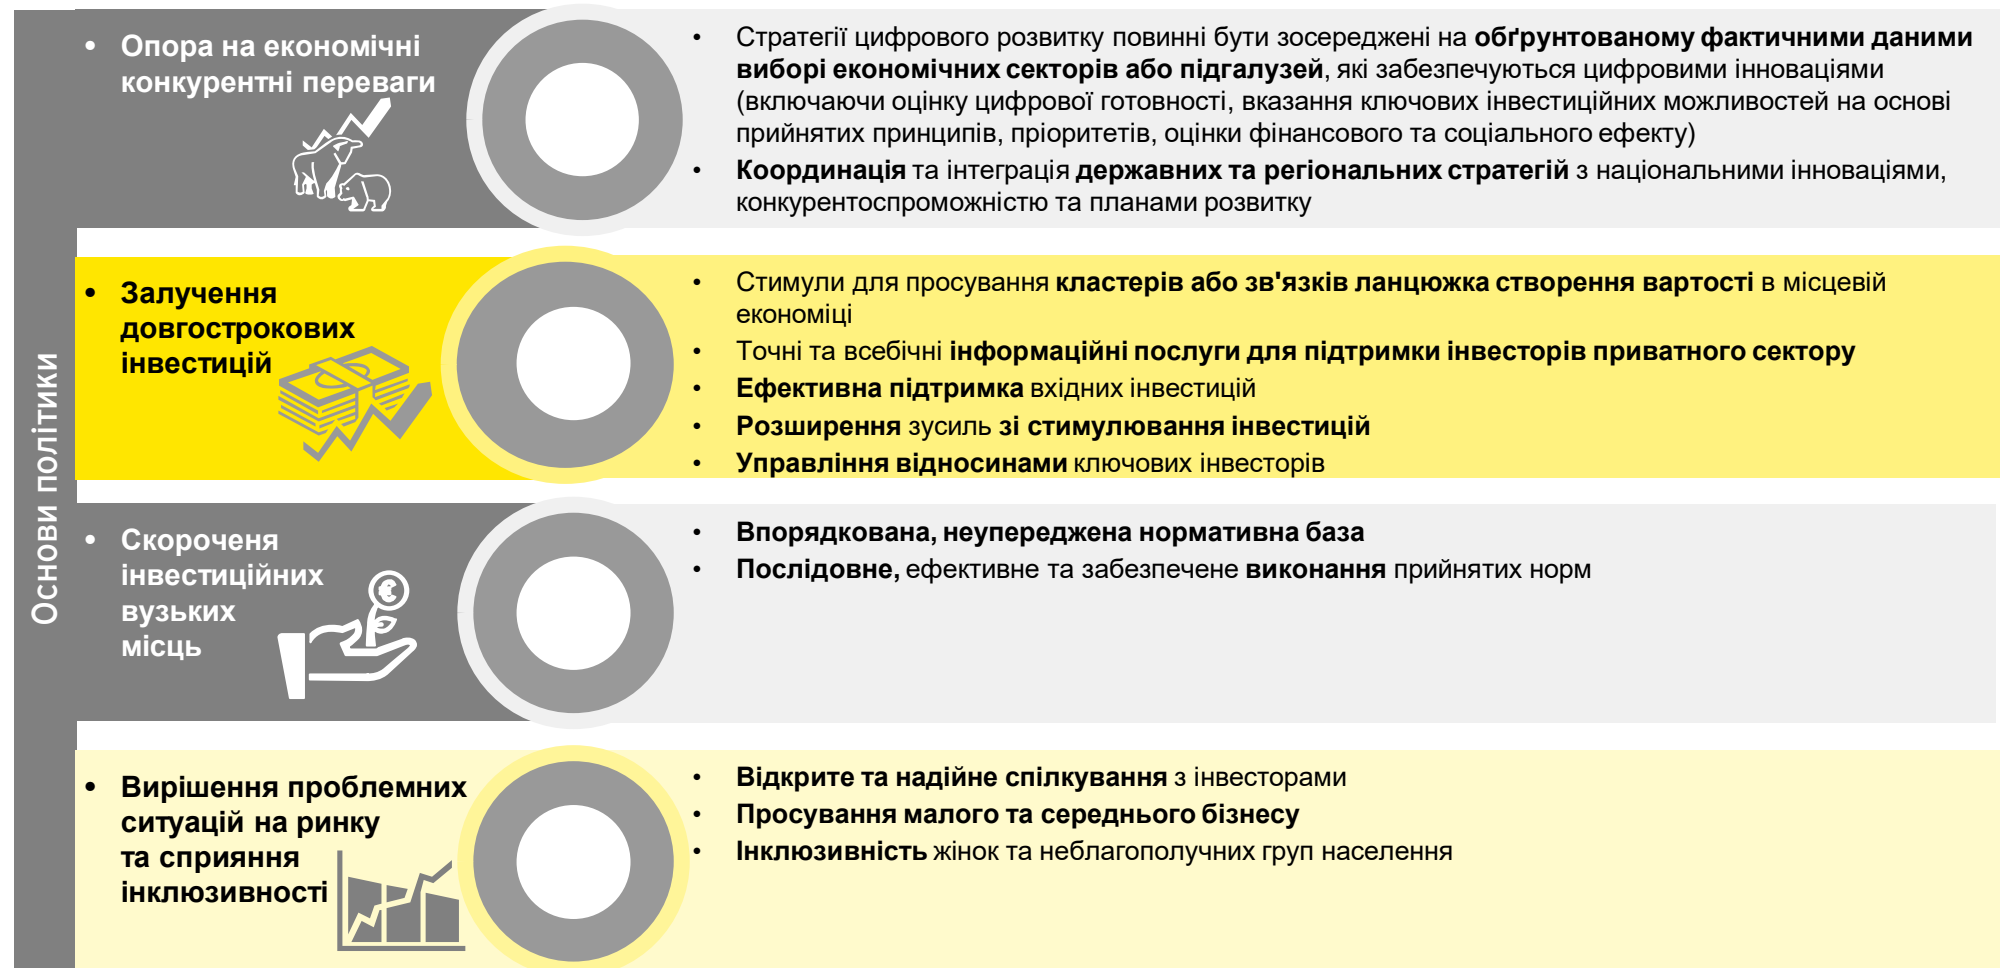 Основи політики
• Опора на економічні
конкурентні переваги
• Стратегії цифрового розвитку повинні бути зосереджені на обґрунтованому фактичними даними
виборі економічних секторів або підгалузей, які забезпечуються цифровими інноваціями
(включаючи оцінку цифрової готовності, вказання ключових інвестиційних можливостей на основі
прийнятих принципів, пріоритетів, оцінки фінансового та соціального ефекту)
• Координація та інтеграція державних та регіональних стратегій з національними інноваціями,
конкурентоспроможністю та планами розвитку
• Залучення
довгострокових
інвестицій
• Стимули для просування кластерів або зв'язків ланцюжка створення вартості в місцевій
економіці
• Точні та всебічні інформаційні послуги для підтримки інвесторів приватного сектору
• Ефективна підтримка вхідних інвестицій
• Розширення зусиль зі стимулювання інвестицій
• Управління відносинами ключових інвесторів
• Скороченя
інвестиційних
вузьких
місць
• Впорядкована, неупереджена нормативна база
• Послідовне, ефективне та забезпечене виконання прийнятих норм
• Вирішення проблемних
ситуацій на ринку
та сприяння
інклюзивності
• Відкрите та надійне спілкування з інвесторами
• Просування малого та середнього бізнесу
• Інклюзивність жінок та неблагополучних груп населення